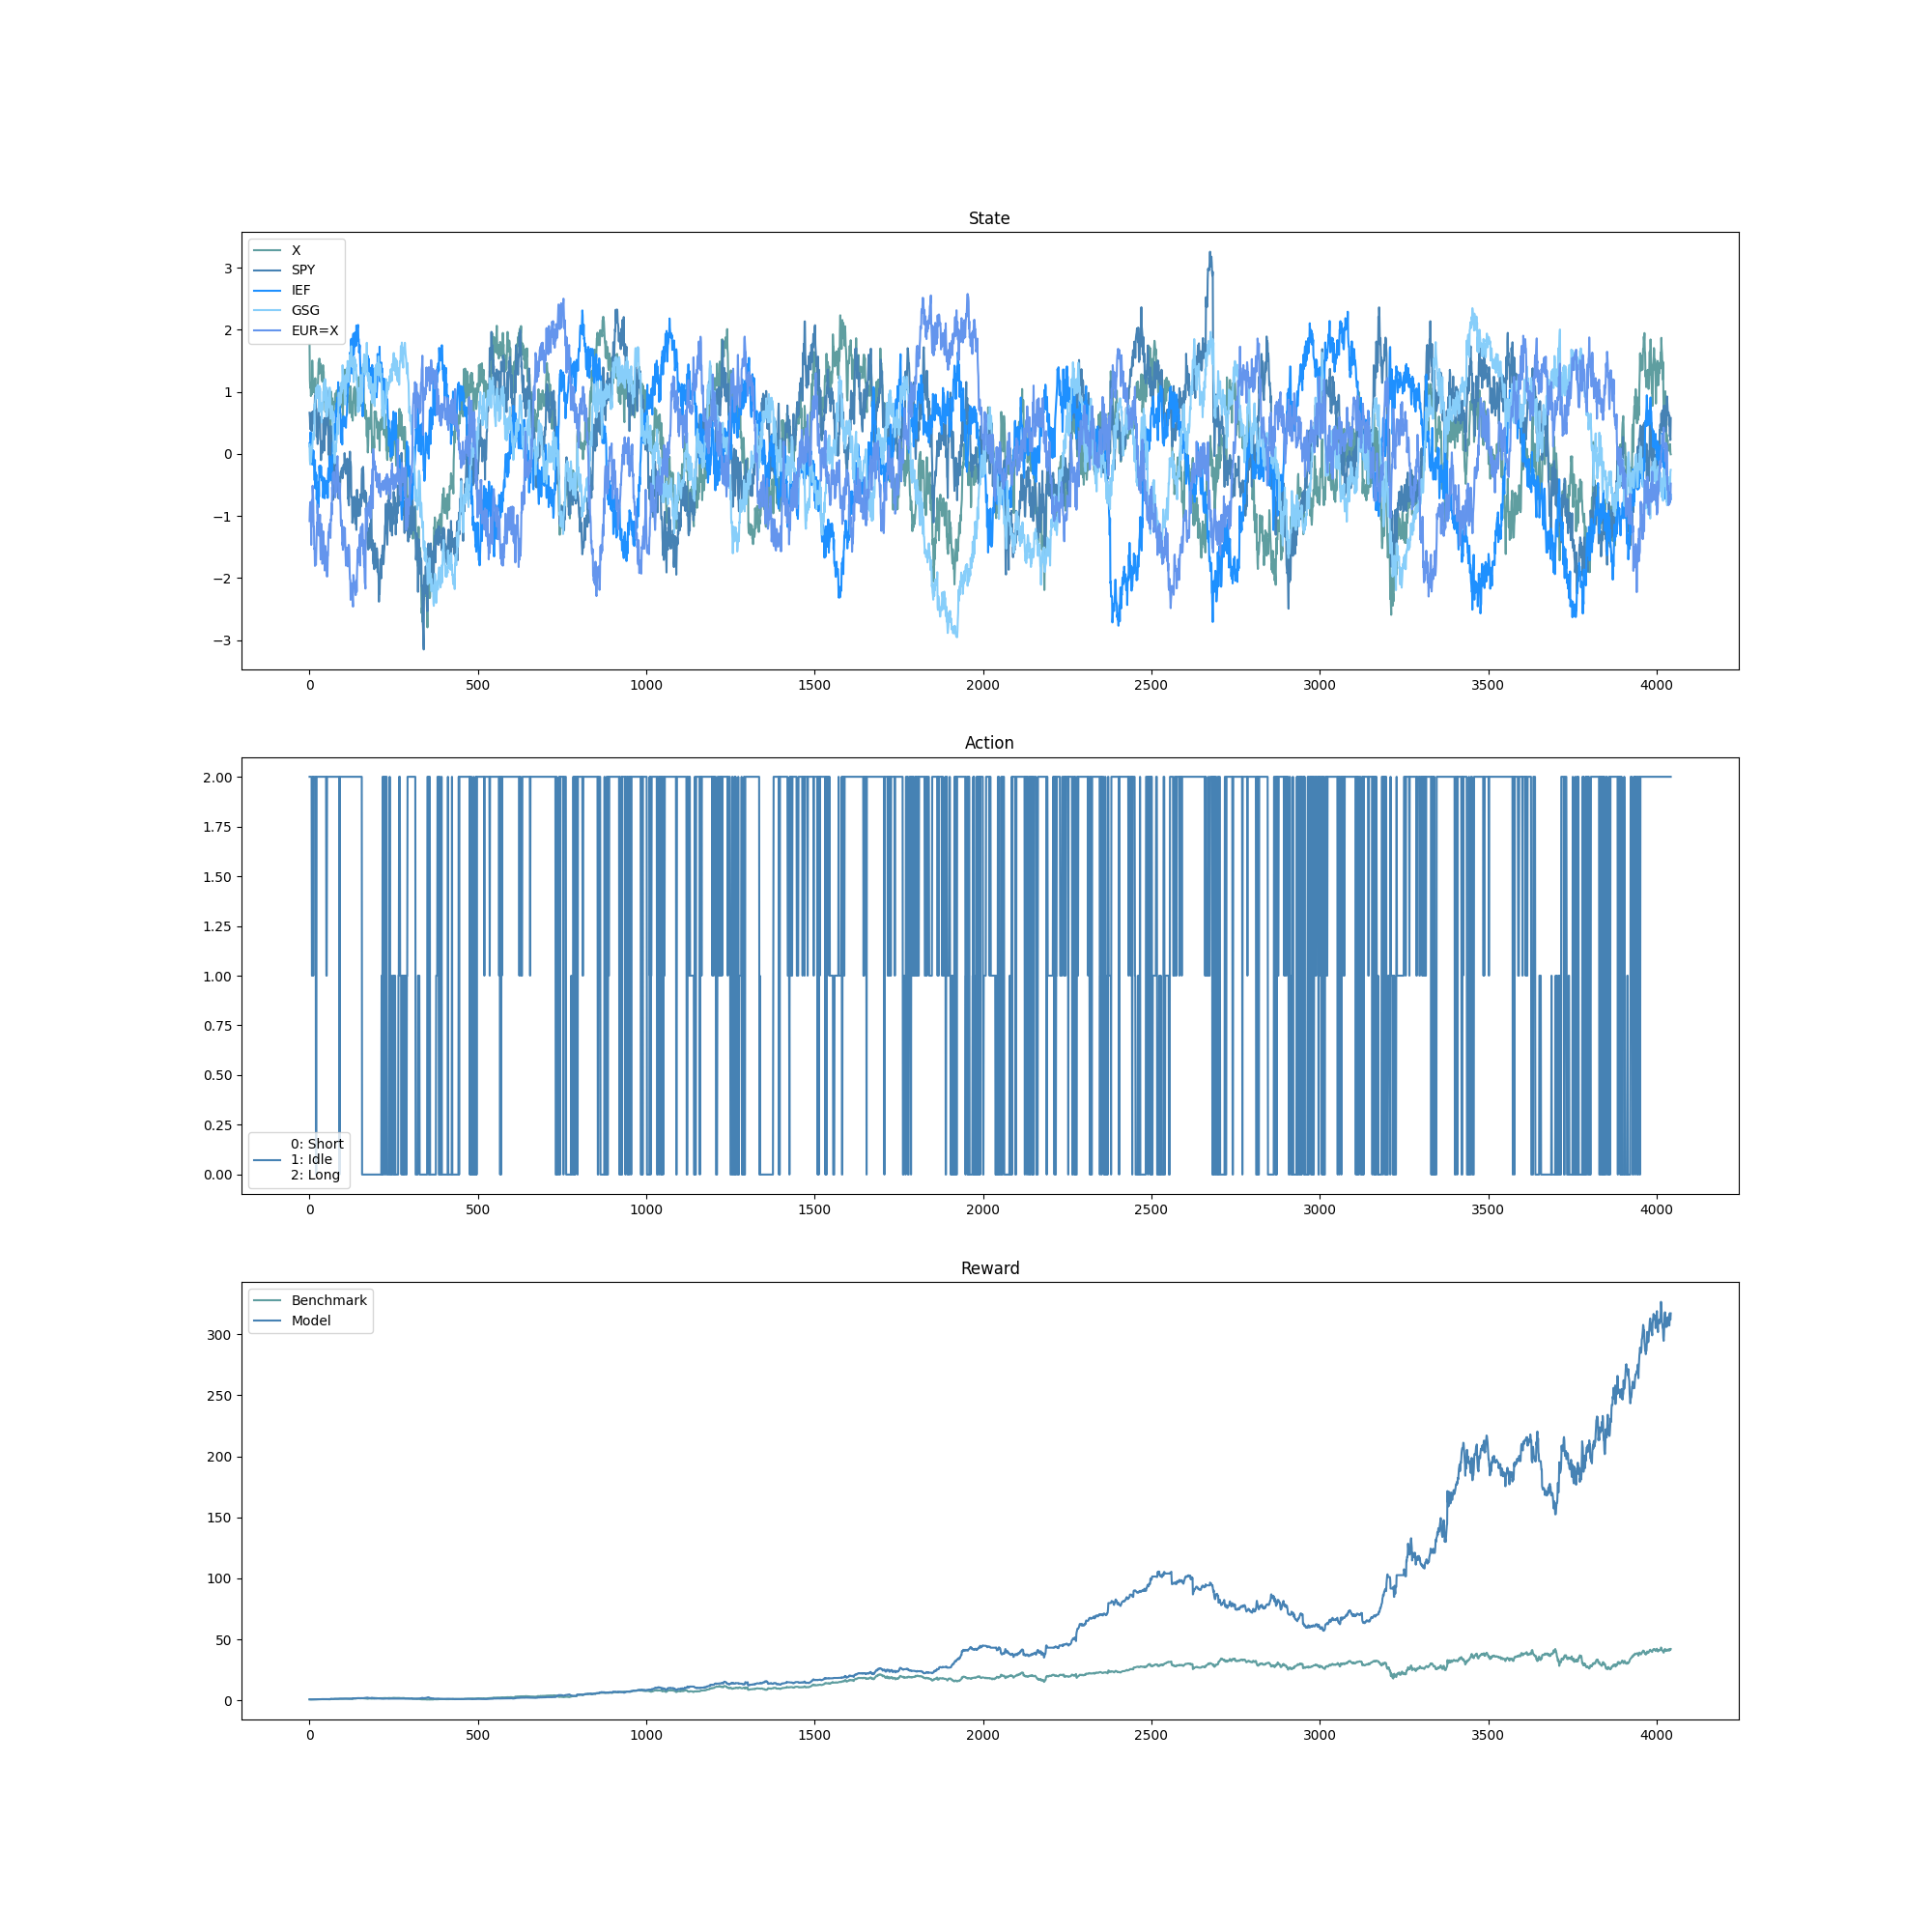 State
X
SPY
IEF
GSG
EUR=X
3
2
1
0
−1
−2
−3
0 500 1000 1500 2000 2500 3000 3500 4000
Action
2.00
1.75
1.50
1.25
1.00
0.75
0.50
0.25
0.00
0: Short
1: Idle
2: Long
0 500 1000 1500 2000 2500 3000 3500 4000
Reward
Benchmark
Model
300
250
200
150
100
50
0
0 500 1000 1500 2000 2500 3000 3500 4000